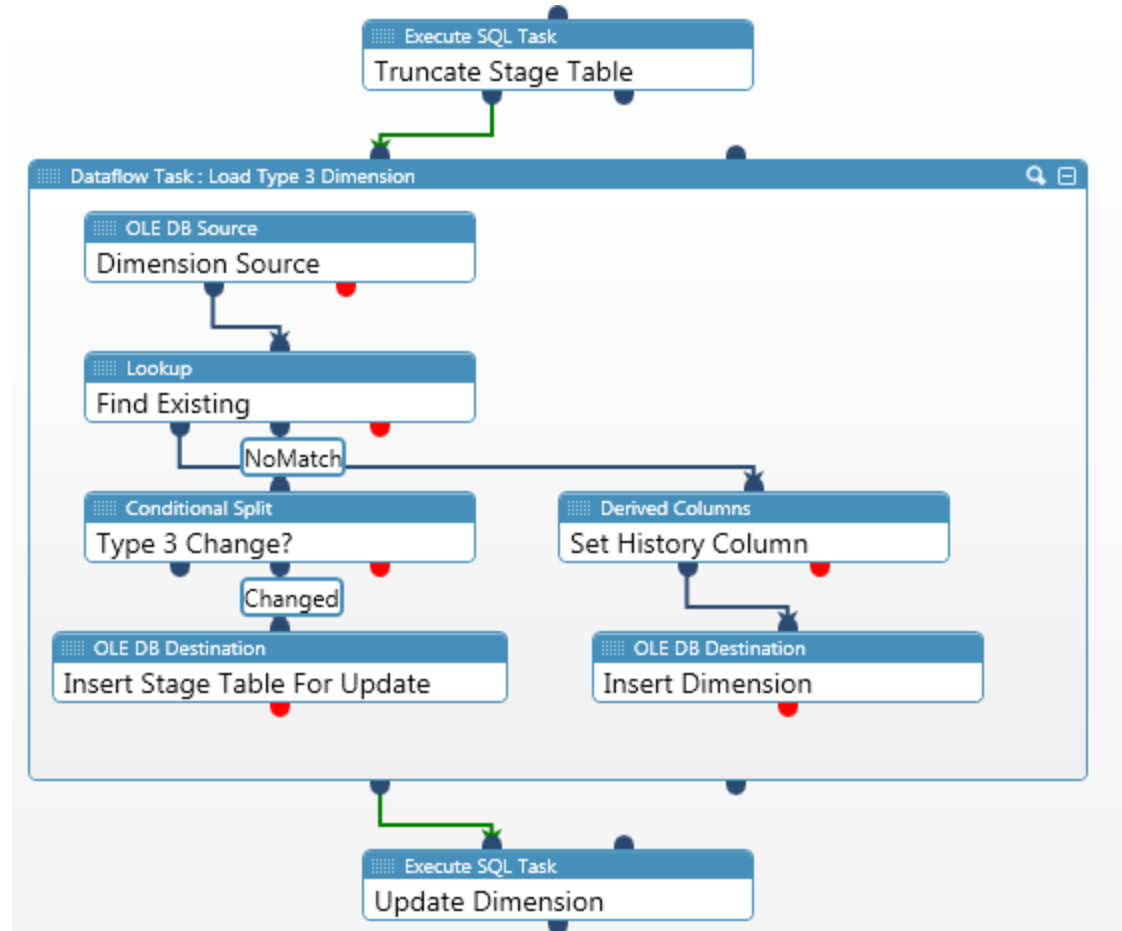 Execute SQL Task
Truncate Stage Table
Dataflow Task : Load Type 3 Dimension
OLE DB Source
Dimension Source
Lookup
Find Existing
NoMatch
Conditional Split
Type 3 Change?
Derived Columns
Set History Column
Changed
OLE DB Destination
Insert Stage Table For Update
OLE DB Destination
Insert Dimension
Execute SQL Task
Update Dimension